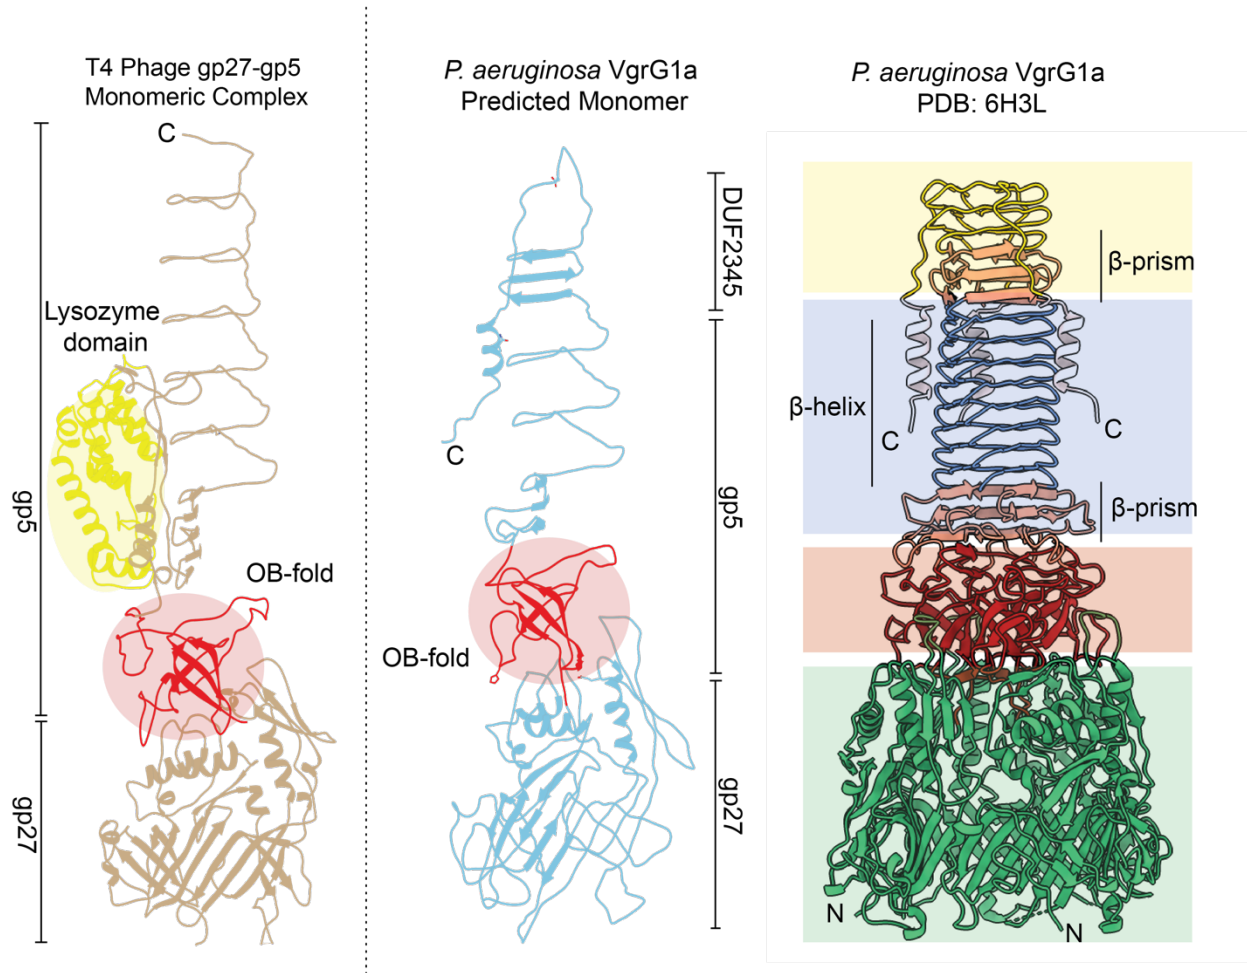 T4 Phage gp27-gp5
Monomeric Complex
C
Lysozyme
domain
gp5
OB-fold
gp27
P. aeruginosa VgrG1a
Predicted Monomer
DUF2345
C
gp5
OB-fold
gp27
P. aeruginosa VgrG1a
PDB: 6H3L
β-prism
β-helix
C
C
β-prism
N
N